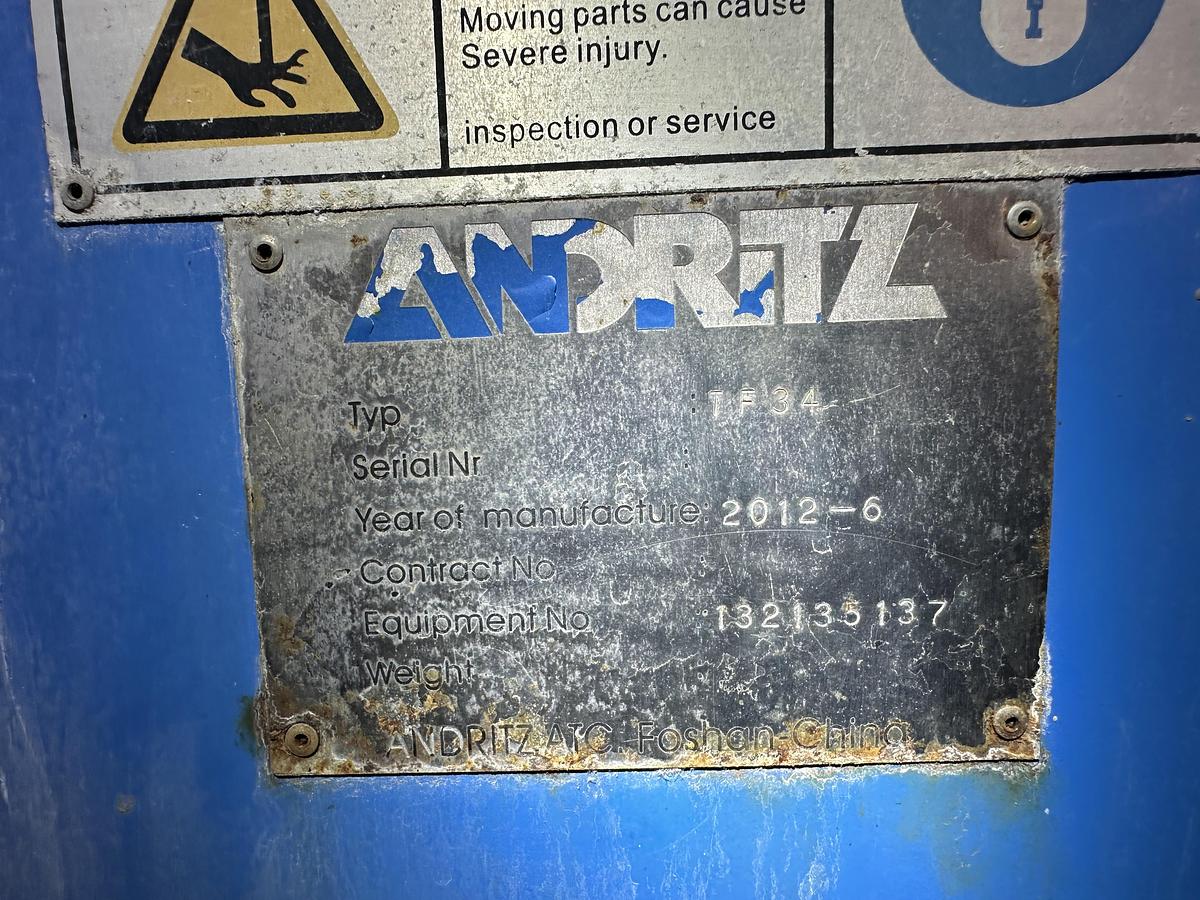 Moving parts can cause
Severe injury.
inspection or service
ANDRITZ
Typ : TF34
Serial Nr :
Year of manufacture: 2012-6
Contract No
Equipment No : 132135137
Weight
ANDRITZ ATC. Foshan China